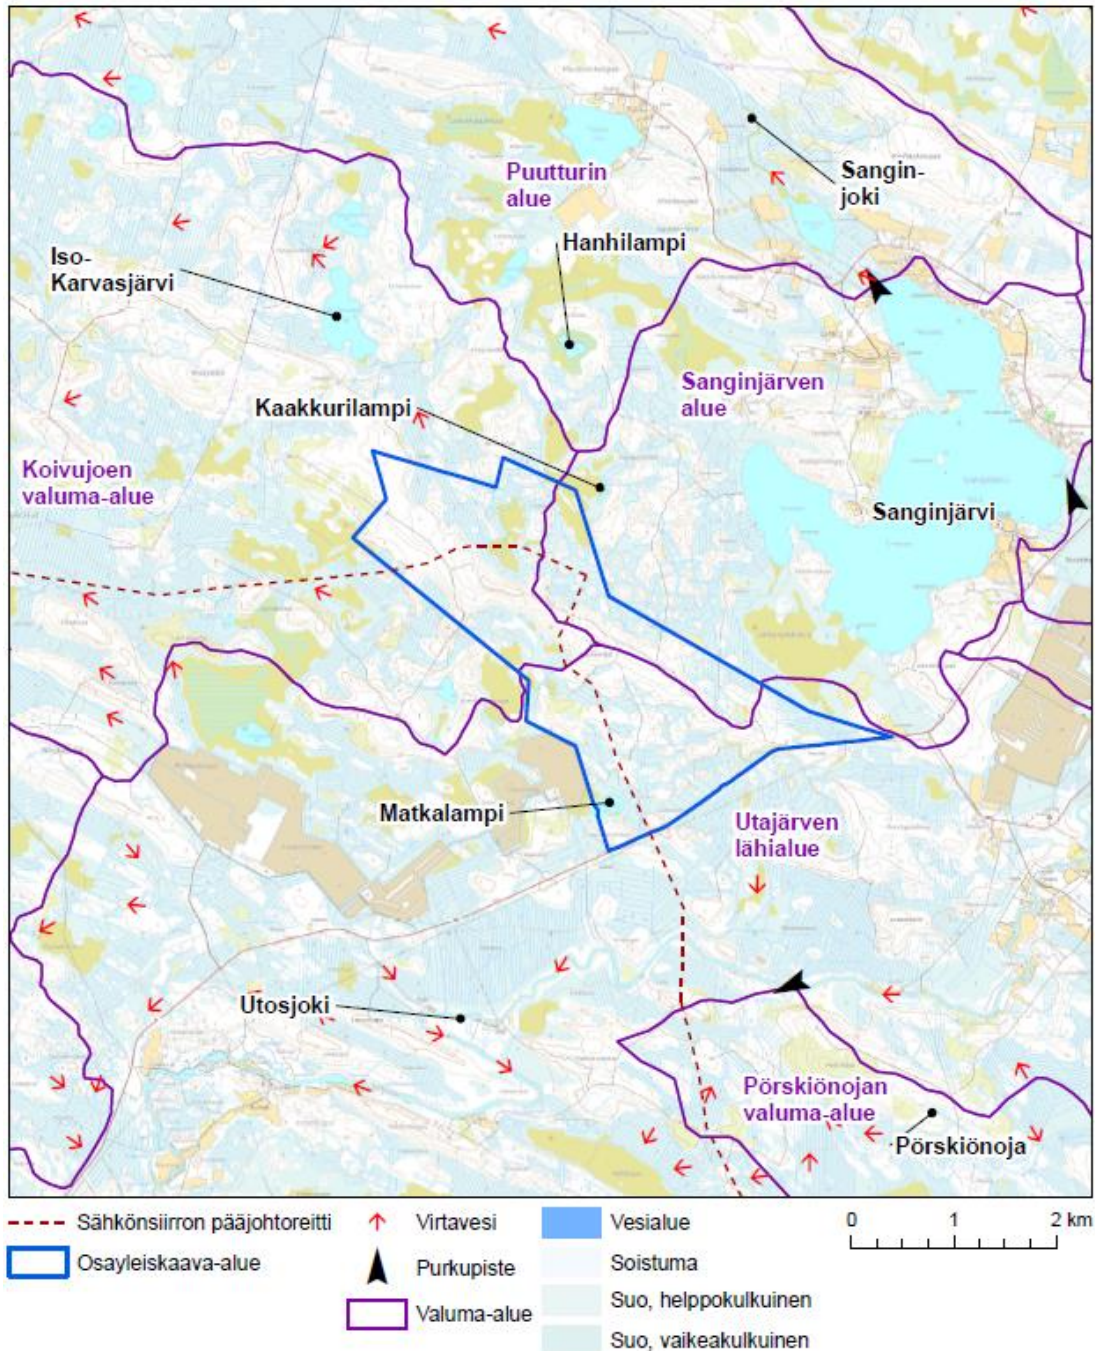 Puutturin
alue
Sangin-
joki
Hanhilampi
Iso-
Karvasjärvi
Sanginjärven
alue
Kaakkurilampi
Koivujoen
valuma-alue
Sanginjärvi
Matkalampi
Utajärven
lähialue
Utosjoki
Pörskiönojan
valuma-alue
Pörskiönoja
Sähkönsiirron pääjohtoreitti
Osayleiskaava-alue
Virtavesi
Purkupiste
Valuma-alue
Vesialue
Soistuma
Suo, helppokulkuinen
Suo, vaikeakulkuinen
0 1 2 km